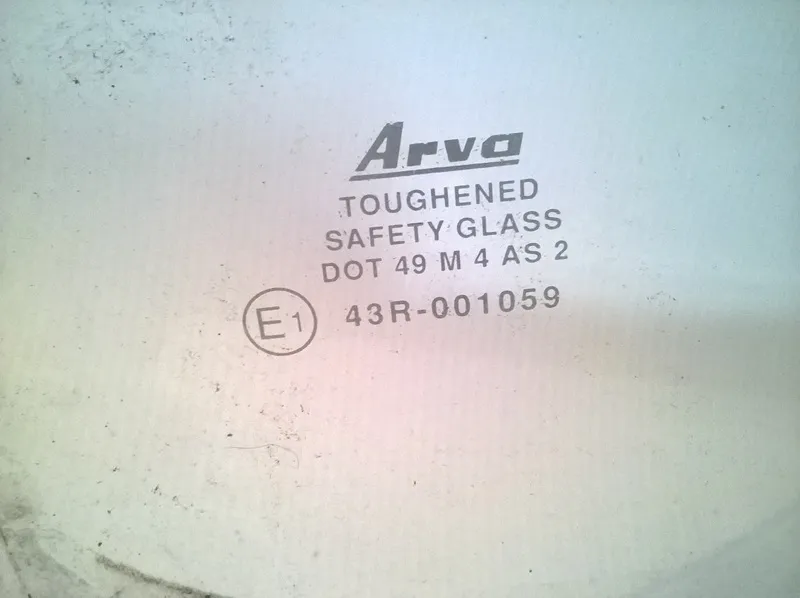 Arva
TOUGHENED
SAFETY GLASS
DOT 49 M 4 AS 2
E1 43R-001059